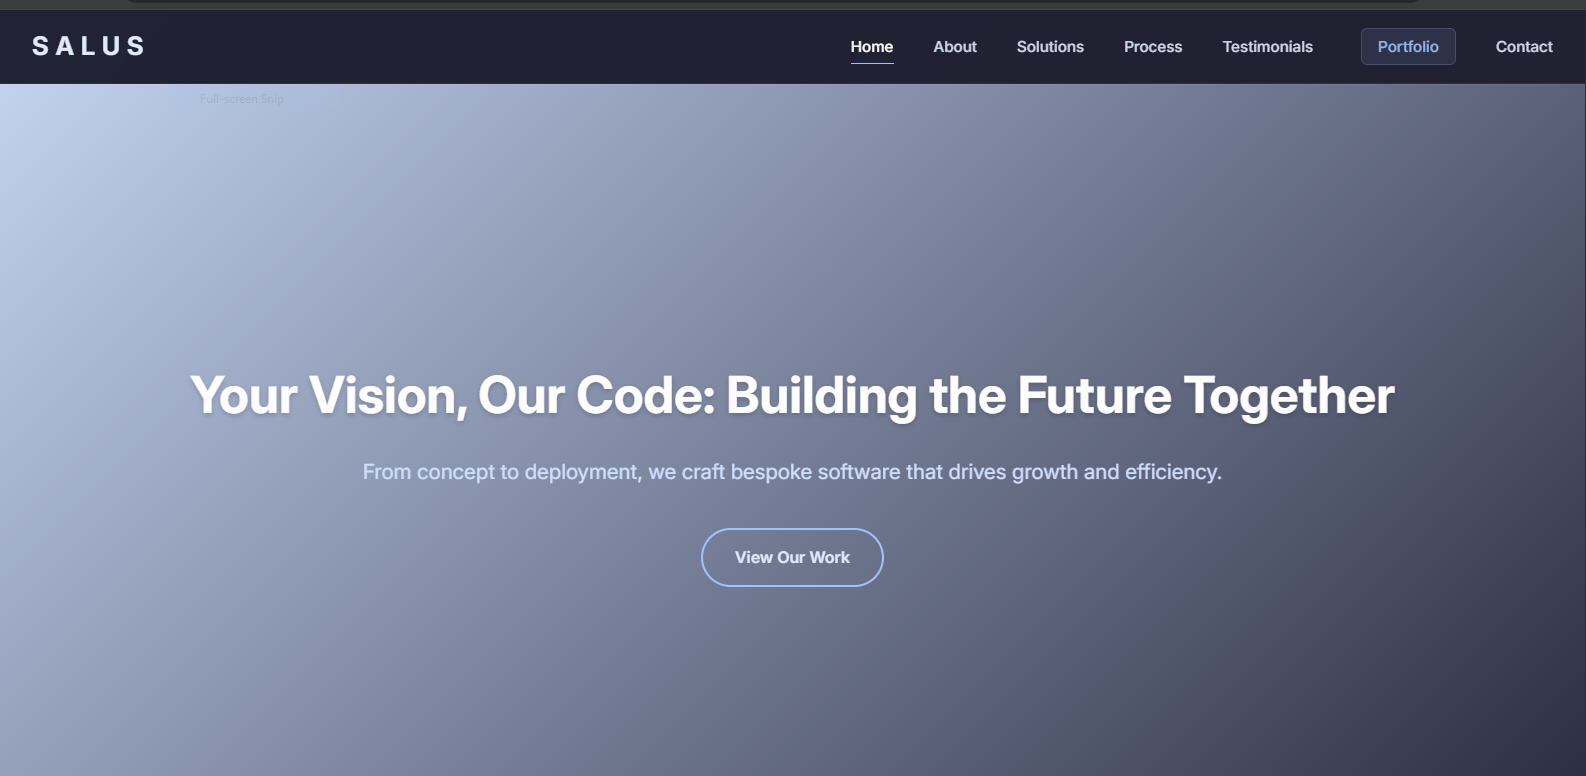 SALUS
Home About Solutions Process Testimonials Portfolio Contact
Full-screen Snip
Your Vision, Our Code: Building the Future Together
From concept to deployment, we craft bespoke software that drives growth and efficiency.
View Our Work